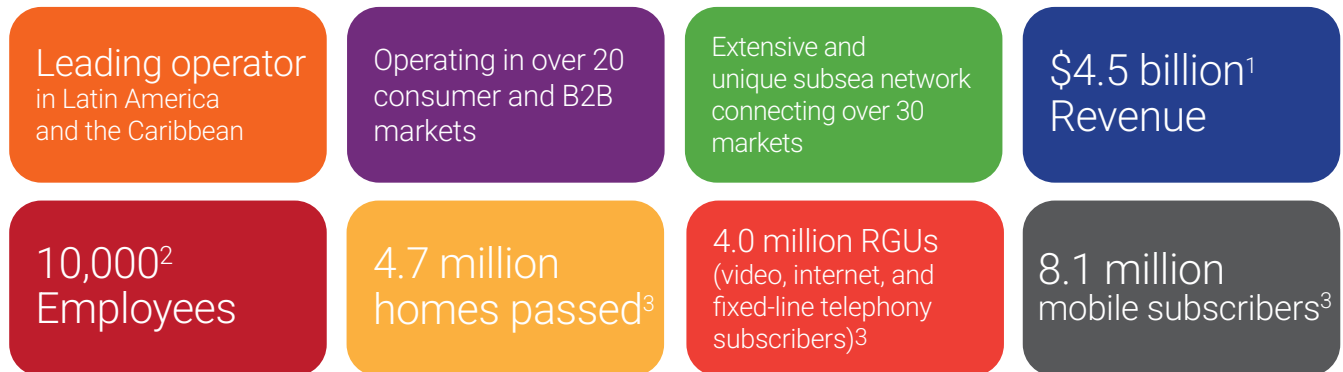 Leading operator
in Latin America
and the Caribbean
Operating in over 20
consumer and B2B
markets
Extensive and
unique subsea network
connecting over 30
markets
$4.5 billion¹
Revenue
10,000²
Employees
4.7 million
homes passed³
4.0 million RGUs
(video, internet, and
fixed-line telephony
subscribers)3
8.1 million
mobile subscribers³